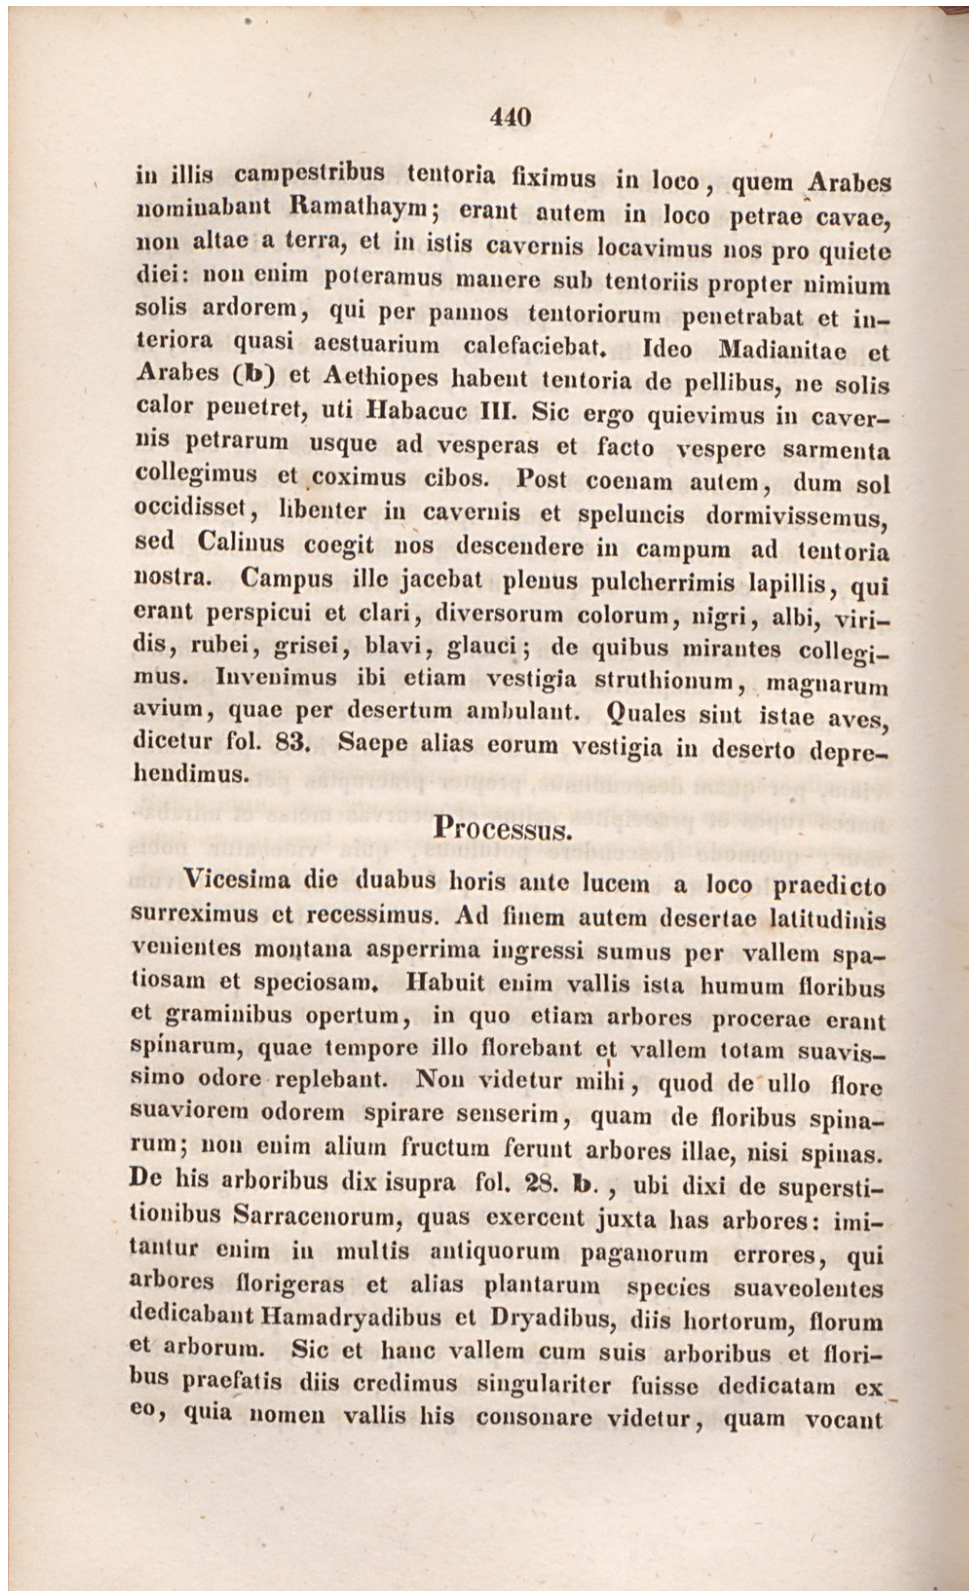 440
in illis campestribus tentoria fiximus in loco, quem Arabes
nominabant Ramathaym; erant autem in loco petrae cavae,
non altae a terra, et in istis cavernis locavimus nos pro quiete
diei: non enim poteramus manere sub tentoriis propter nimium
solis ardorem, qui per pannos tentoriorum penetrabat et in-
teriora quasi aestuarium calefaciebat. Ideo Madianitae et
Arabes (b) et Aethiopes habent tentoria de pellibus, ne solis
calor penetret, uti Habacuc III. Sic ergo quievimus in caver-
nis petrarum usque ad vesperas et facto vespere sarmenta
collegimus et coximus cibos. Post coenam autem, dum sol
occidisset, libenter in cavernis et speluncis dormivissemus,
sed Calinus coegit nos descendere in campum ad tentoria
nostra. Campus ille jacebat plenus pulcherrimis lapillis, qui
erant perspicui et clari, diversorum colorum, nigri, albi, viri-
dis, rubei, grisei, blavi, glauci; de quibus mirantes collegi-
mus. Invenimus ibi etiam vestigia struthionum, magnarum
avium, quae per desertum ambulant. Quales sint istae aves,
dicetur fol. 83. Saepe alias eorum vestigia in deserto depre-
hendimus.
Processus.
Vicesima die duabus horis ante lucem a loco praedicto
surreximus et recessimus. Ad finem autem desertae latitudinis
venientes montana asperrima ingressi sumus per vallem spa-
tiosam et speciosam. Habuit enim vallis ista humum floribus
et graminibus opertum, in quo etiam arbores procerae erant
spinarum, quae tempore illo florebant et vallem totam suavis-
simo odore replebant. Non videtur mihi, quod de ullo flore
suaviorem odorem spirare senserim, quam de floribus spina-
rum; non enim alium fructum ferunt arbores illae, nisi spinas.
De his arboribus dix isupra fol. 28. b., ubi dixi de supersti-
tionibus Sarracenorum, quas exercent juxta has arbores: imi-
tantur enim in multis antiquorum paganorum errores, qui
arbores florigeras et alias plantarum species suaveolentes
dedicabant Hamadryadibus et Dryadibus, diis hortorum, florum
et arborum. Sic et hanc vallem cum suis arboribus et flori-
bus praefatis diis credimus singulariter fuisse dedicatam ex
eo, quia nomen vallis his consonare videtur, quam vocant